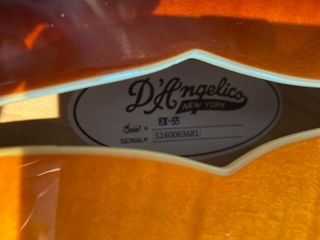 D'Angelico
NEW YORK
EX-SS
SERIAL# S160063681